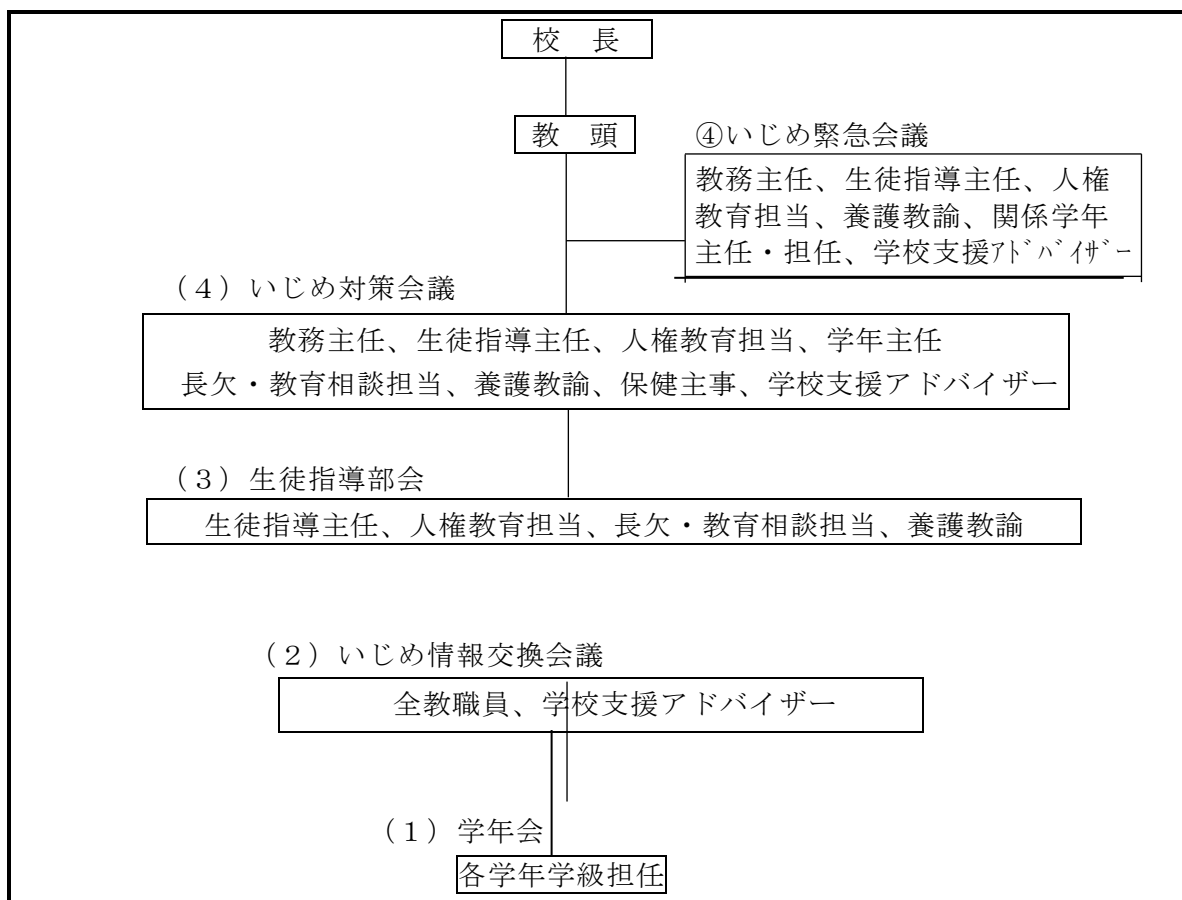 校 長
教 頭
④いじめ緊急会議
教務主任、生徒指導主任、人権
教育担当、養護教諭、関係学年
主任・担任、学校支援ｱﾄﾞﾊﾞｲｻﾞｰ
（４）いじめ対策会議
教務主任、生徒指導主任、人権教育担当、学年主任
長欠・教育相談担当、養護教諭、保健主事、学校支援アドバイザー
（３）生徒指導部会
生徒指導主任、人権教育担当、長欠・教育相談担当、養護教諭
（２）いじめ情報交換会議
全教職員、学校支援アドバイザー
（１）学年会
各学年学級担任